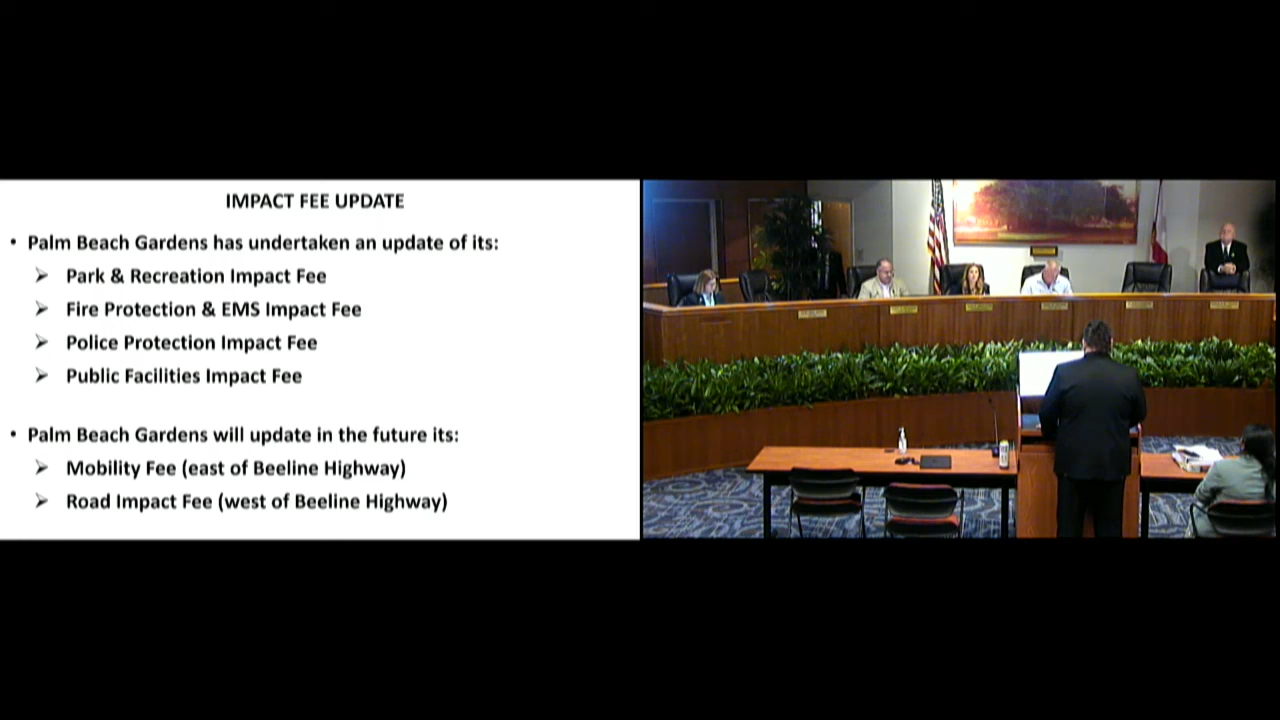 IMPACT FEE UPDATE
• Palm Beach Gardens has undertaken an update of its:
➢ Park & Recreation Impact Fee
➢ Fire Protection & EMS Impact Fee
➢ Police Protection Impact Fee
➢ Public Facilities Impact Fee
• Palm Beach Gardens will update in the future its:
➢ Mobility Fee (east of Beeline Highway)
➢ Road Impact Fee (west of Beeline Highway)